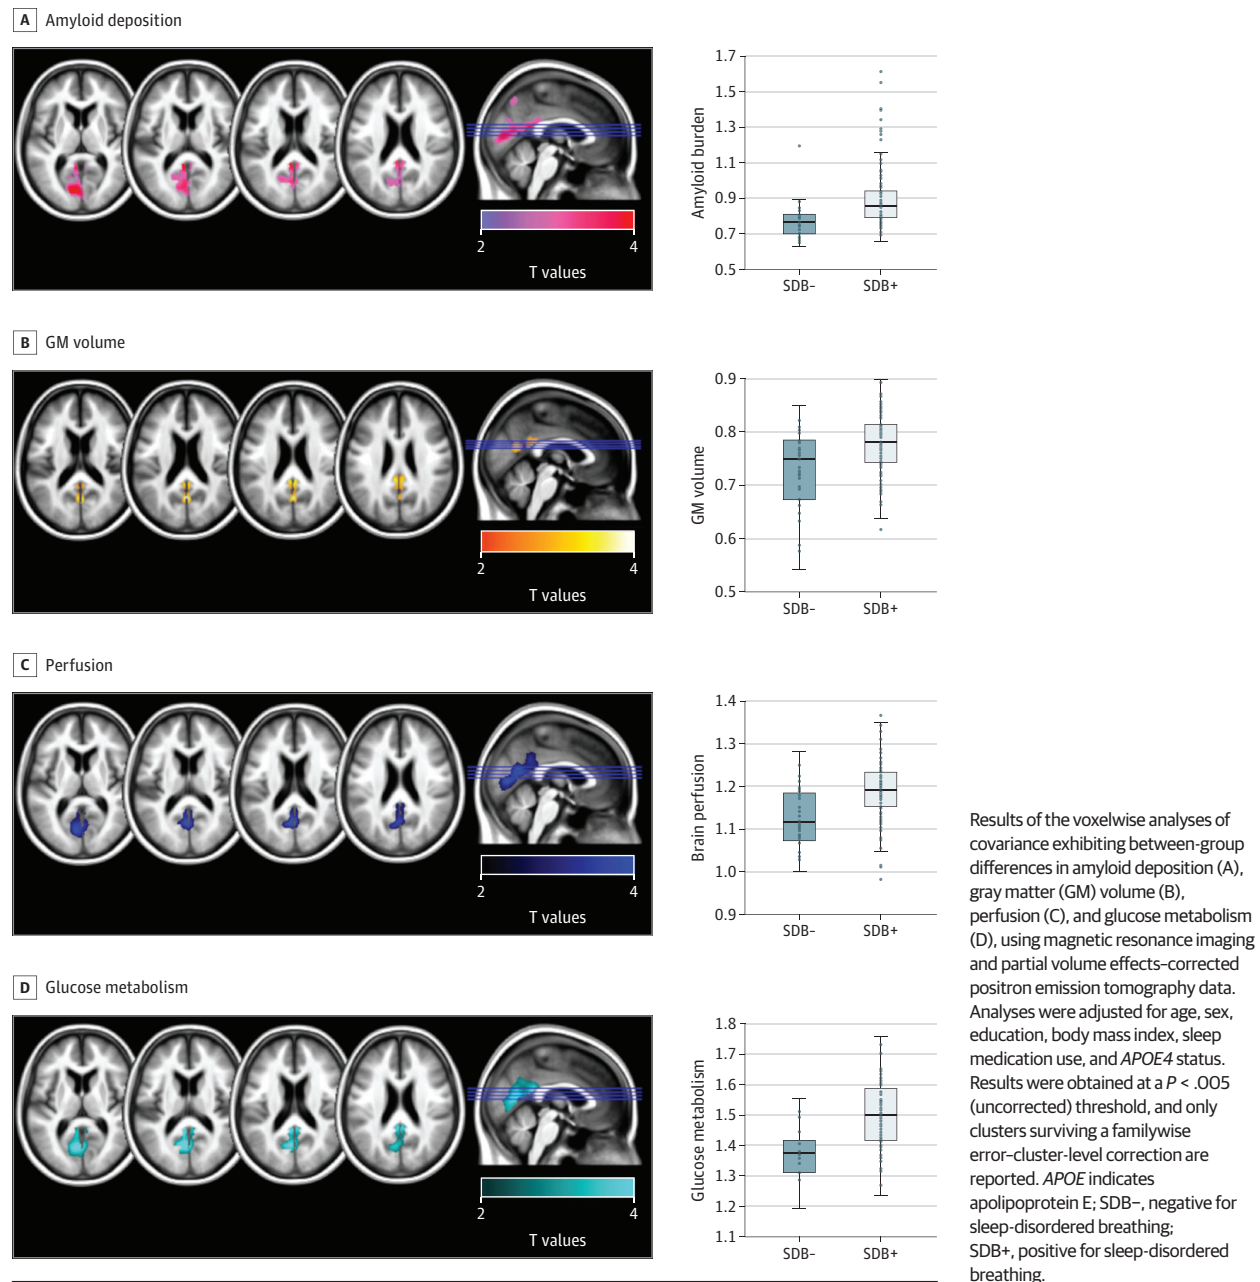 A Amyloid deposition
2 4
T values
Amyloid burden
1.7
1.5
1.3
1.1
0.9
0.7
0.5
SDB- SDB+
B GM volume
2 4
T values
GM volume
0.9
0.8
0.7
0.6
0.5
SDB- SDB+
C Perfusion
2 4
T values
Brain perfusion
1.4
1.3
1.2
1.1
1.0
0.9
SDB- SDB+
D Glucose metabolism
2 4
T values
Glucose metabolism
1.8
1.7
1.6
1.5
1.4
1.3
1.2
1.1
SDB- SDB+
Results of the voxelwise analyses of
covariance exhibiting between-group
differences in amyloid deposition (A),
gray matter (GM) volume (B),
perfusion (C), and glucose metabolism
(D), using magnetic resonance imaging
and partial volume effects–corrected
positron emission tomography data.
Analyses were adjusted for age, sex,
education, body mass index, sleep
medication use, and APOE4 status.
Results were obtained at a P < .005
(uncorrected) threshold, and only
clusters surviving a familywise
error–cluster-level correction are
reported. APOE indicates
apolipoprotein E; SDB−, negative for
sleep-disordered breathing;
SDB+, positive for sleep-disordered
breathing.